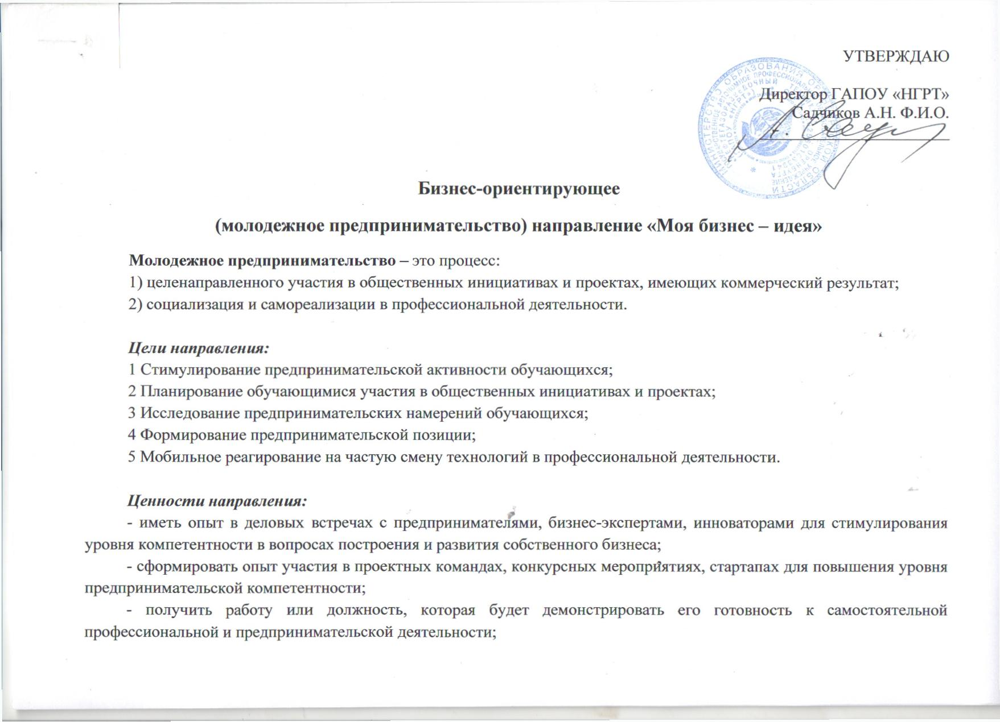 УТВЕРЖДАЮ
Директор ГАПОУ «НГРТ»
Садчиков А.Н. Ф.И.О.
Бизнес-ориентирующее
(молодежное предпринимательство) направление «Моя бизнес – идея»
Молодежное предпринимательство – это процесс:
1) целенаправленного участия в общественных инициативах и проектах, имеющих коммерческий результат;
2) социализация и самореализации в профессиональной деятельности.
Цели направления:
1 Стимулирование предпринимательской активности обучающихся;
2 Планирование обучающимися участия в общественных инициативах и проектах;
3 Исследование предпринимательских намерений обучающихся;
4 Формирование предпринимательской позиции;
5 Мобильное реагирование на частую смену технологий в профессиональной деятельности.
Ценности направления:
- иметь опыт в деловых встречах с предпринимателями, бизнес-экспертами, инноваторами для стимулирования
уровня компетентности в вопросах построения и развития собственного бизнеса;
- сформировать опыт участия в проектных командах, конкурсных мероприятиях, стартапах для повышения уровня
предпринимательской компетентности;
- получить работу или должность, которая будет демонстрировать его готовность к самостоятельной
профессиональной и предпринимательской деятельности;